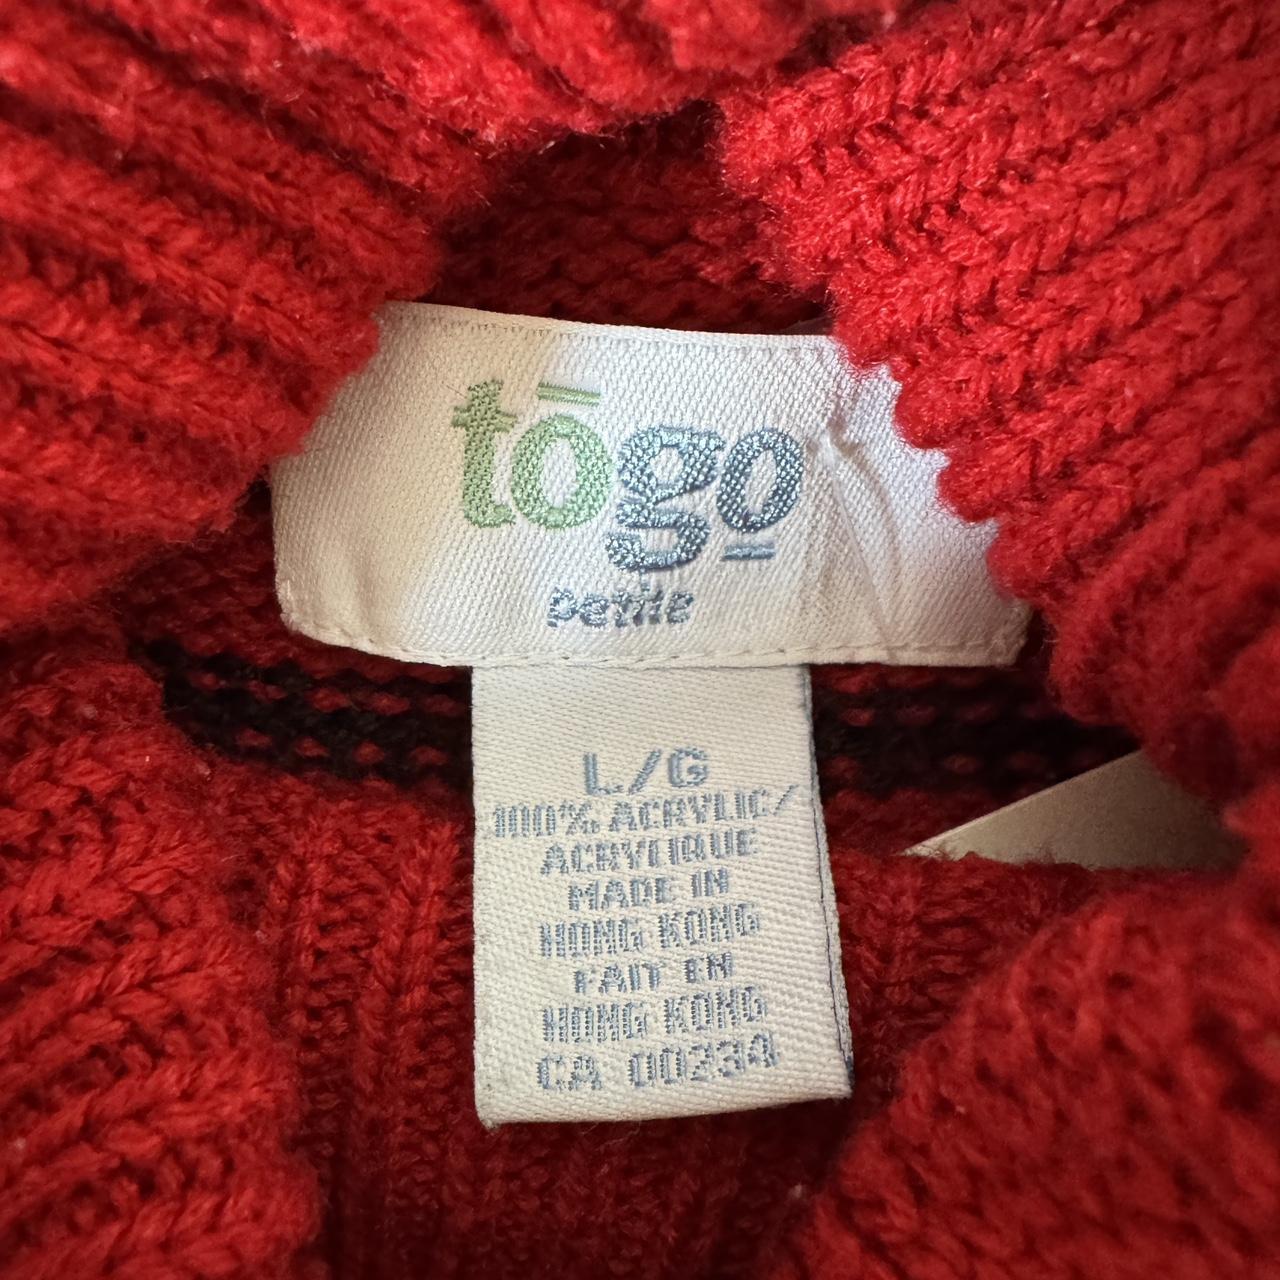 tōgo
petite
L/G
100% ACRYLIC/
ACRYLIQUE
MADE IN
HONG KONG
FAIT EN
HONG KONG
CA 00234